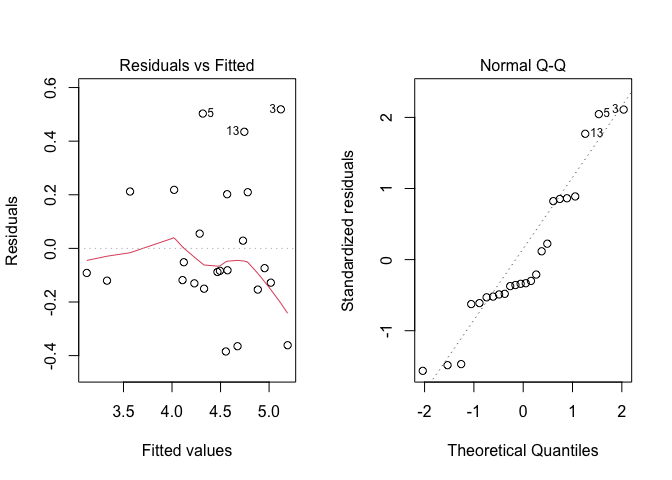 Residuals vs Fitted
Residuals
0.6
0.4
0.2
0.0
-0.2
-0.4
5
3
13
3.5 4.0 4.5 5.0
Fitted values
Normal Q-Q
Standardized residuals
2
1
0
-1
5 3
13
-2 -1 0 1 2
Theoretical Quantiles